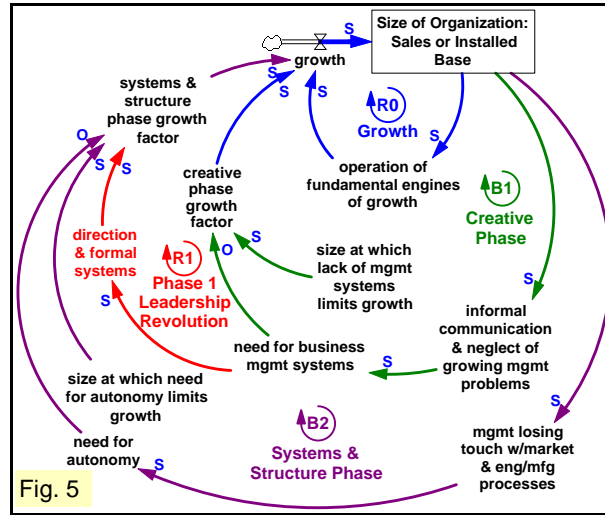 S
Size of Organization:
Sales or Installed
Base
growth
S
S
S
systems &
structure
phase growth
factor
R0
Growth
S
O
S
S
operation of
fundamental engines
of growth
creative
phase
growth
factor
B1
Creative
Phase
direction
& formal
systems
R1
Phase 1
Leadership
Revolution
O
S
size at which
lack of mgmt
systems
limits growth
S
S
informal
communication
& neglect of
growing mgmt
problems
need for business
mgmt systems
S
size at which need
for autonomy limits
growth
S
need for
autonomy
S
B2
Systems &
Structure Phase
mgmt losing
touch w/market
& eng/mfg
processes
Fig. 5